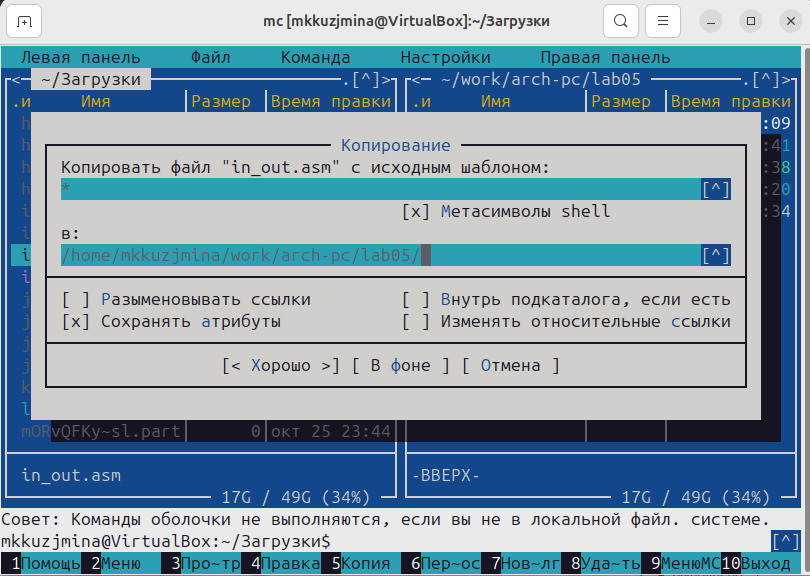 mc [mkkuzjmina@VirtualBox]:~/Загрузки
Левая панель Файл Команда Настройки Правая панель
<- ~/Загрузки .[^]> <- ~/work/arch-pc/lab05 .[^]>
.и Имя Размер Время правки .и Имя Размер Время правки
h :09
h :41
h :38
h :20
i :34
i
i
i
j
j
j
j
k
l
Копирование
Копировать файл "in_out.asm" с исходным шаблоном:
* [^]
[x] Метасимволы shell
в:
/home/mkkuzjmina/work/arch-pc/lab05/ [^]
[ ] Разыменовывать ссылки [ ] Внутрь подкаталога, если есть
[x] Сохранять атрибуты [ ] Изменять относительные ссылки
[< Хорошо >] [ В фоне ] [ Отмена ]
mORvQFKy~sl.part 0 окт 25 23:44
in_out.asm -ВВЕРХ-
17G / 49G (34%) 17G / 49G (34%)
Совет: Команды оболочки не выполняются, если вы не в локальной файл. системе.
mkkuzjmina@VirtualBox:~/Загрузки$ [^]
1Помощь 2Меню 3Про~тр 4Правка 5Копия 6Пер~ос 7Нов~лг 8Уда~ть 9МенюMC 10Выход